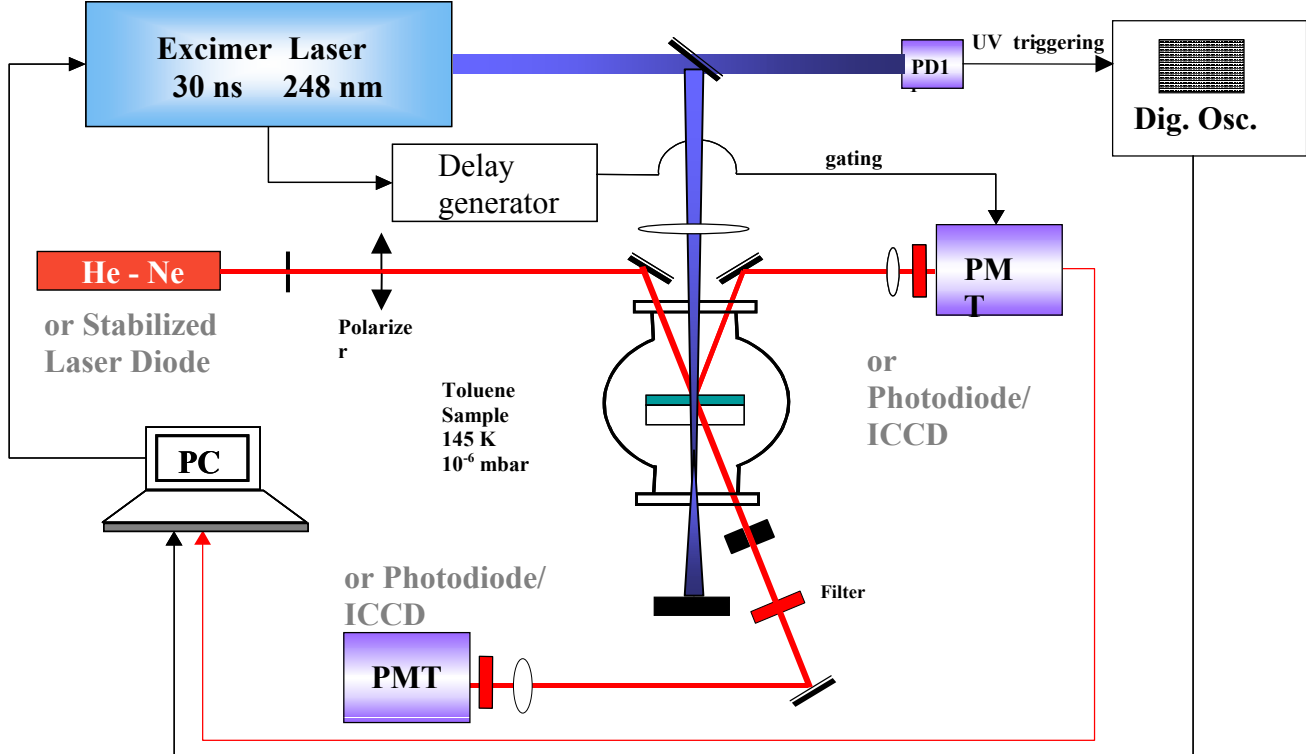 Excimer Laser
30 ns 248 nm
PD1
UV triggering
Dig. Osc.
Delay
generator
gating
He - Ne
or Stabilized
Laser Diode
Polarize
r
PM
T
or
Photodiode/
ICCD
Toluene
Sample
145 K
10⁻⁶ mbar
PC
or Photodiode/
ICCD
Filter
PMT